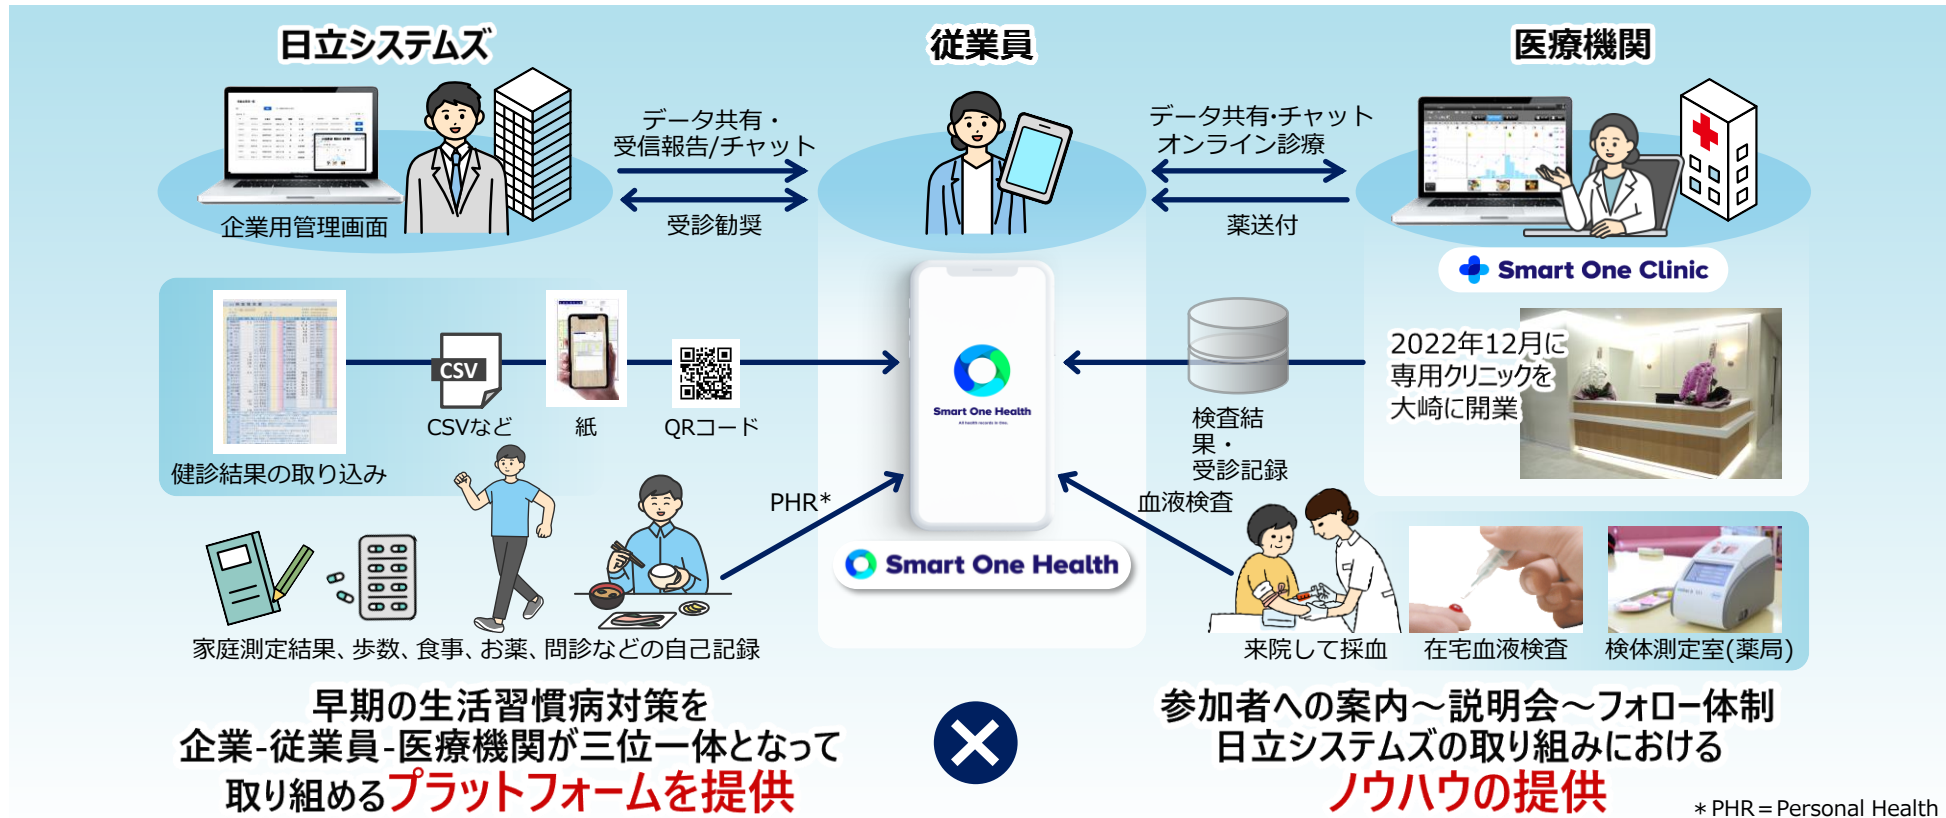 日立システムズ
従業員
医療機関
データ共有・
受信報告/チャット
受診勧奨
データ共有・チャット
オンライン診療
薬送付
企業用管理画面
Smart One Clinic
2022年12月に
専用クリニックを
大崎に開業
CSV
CSVなど
紙
QRコード
健診結果の取り込み
Smart One Health
All health records in One.
検査結
果・
受診記録
PHR*
血液検査
Smart One Health
家庭測定結果、歩数、食事、お薬、問診などの自己記録
来院して採血
在宅血液検査
検体測定室(薬局)
早期の生活習慣病対策を
企業-従業員-医療機関が三位一体となって
取り組めるプラットフォームを提供
参加者への案内～説明会～フォロー体制
日立システムズの取り組みにおける
ノウハウの提供
＊PHR＝Personal Health